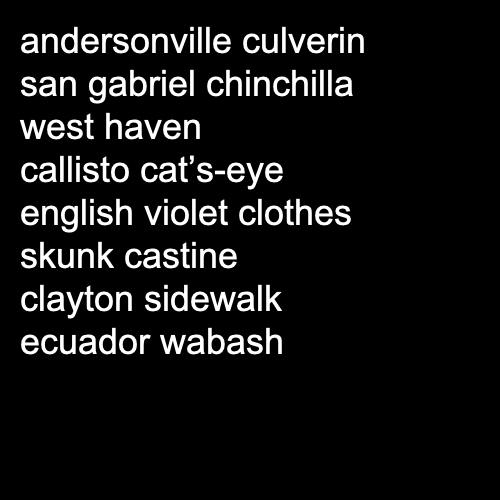 andersonville culverin
san gabriel chinchilla
west haven
callisto cat’s-eye
english violet clothes
skunk castine
clayton sidewalk
ecuador wabash